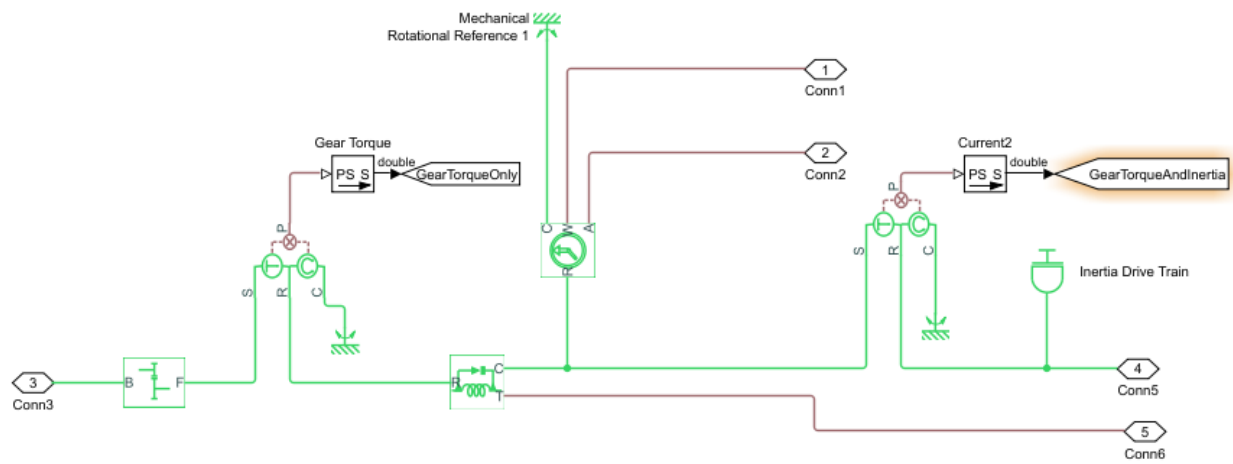 Mechanical
Rotational Reference 1
1
Conn1
Gear Torque
double
PS S
GearTorqueOnly
2
Conn2
Current2
double
PS S
GearTorqueAndInertia
P
P
C
W
A
R
S
R
C
S
R
C
T
C
T
C
Inertia Drive Train
3
Conn3
B
F
R
C
T
4
Conn5
5
Conn6